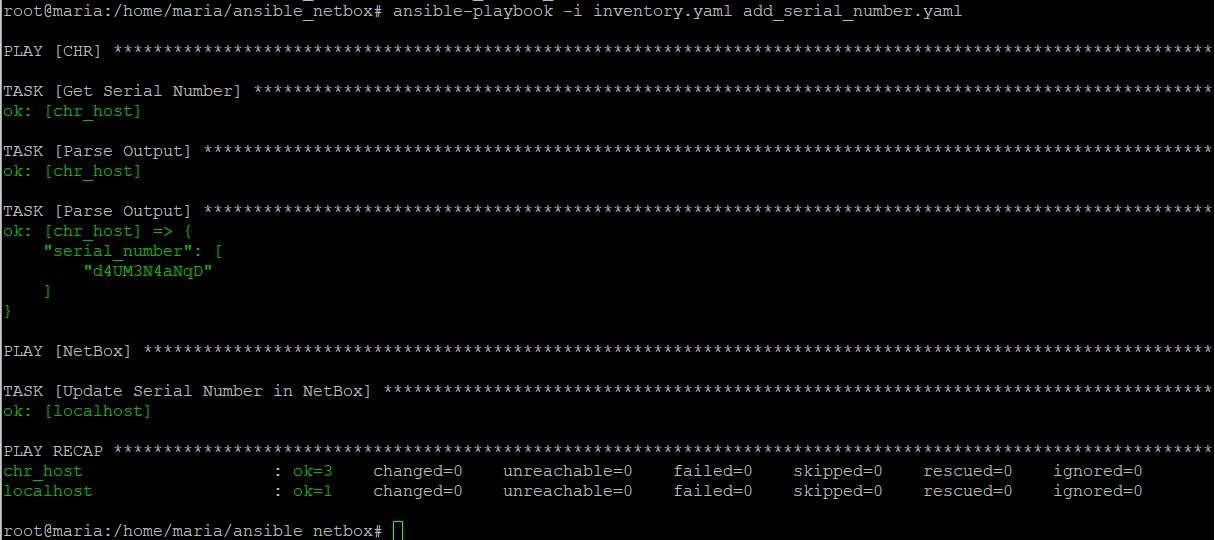 root@maria:/home/maria/ansible_netbox# ansible-playbook -i inventory.yaml add_serial_number.yaml
PLAY [CHR] **************************************************************************************************************
TASK [Get Serial Number] ************************************************************************************************
ok: [chr_host]
TASK [Parse Output] *****************************************************************************************************
ok: [chr_host]
TASK [Parse Output] *****************************************************************************************************
ok: [chr_host] => {
    "serial_number": [
        "d4UM3N4aNqD"
    ]
}
PLAY [NetBox] ***********************************************************************************************************
TASK [Update Serial Number in NetBox] ***********************************************************************************
ok: [localhost]
PLAY RECAP **************************************************************************************************************
chr_host                   : ok=3    changed=0    unreachable=0    failed=0    skipped=0    rescued=0    ignored=0
localhost                  : ok=1    changed=0    unreachable=0    failed=0    skipped=0    rescued=0    ignored=0
root@maria:/home/maria/ansible_netbox#